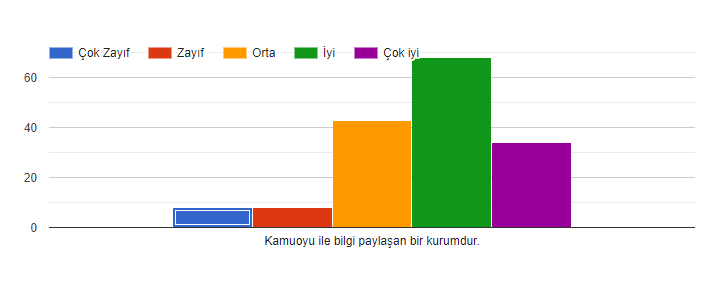 Çok Zayıf Zayıf Orta İyi Çok iyi
60
40
20
0
Kamuoyu ile bilgi paylaşan bir kurumdur.